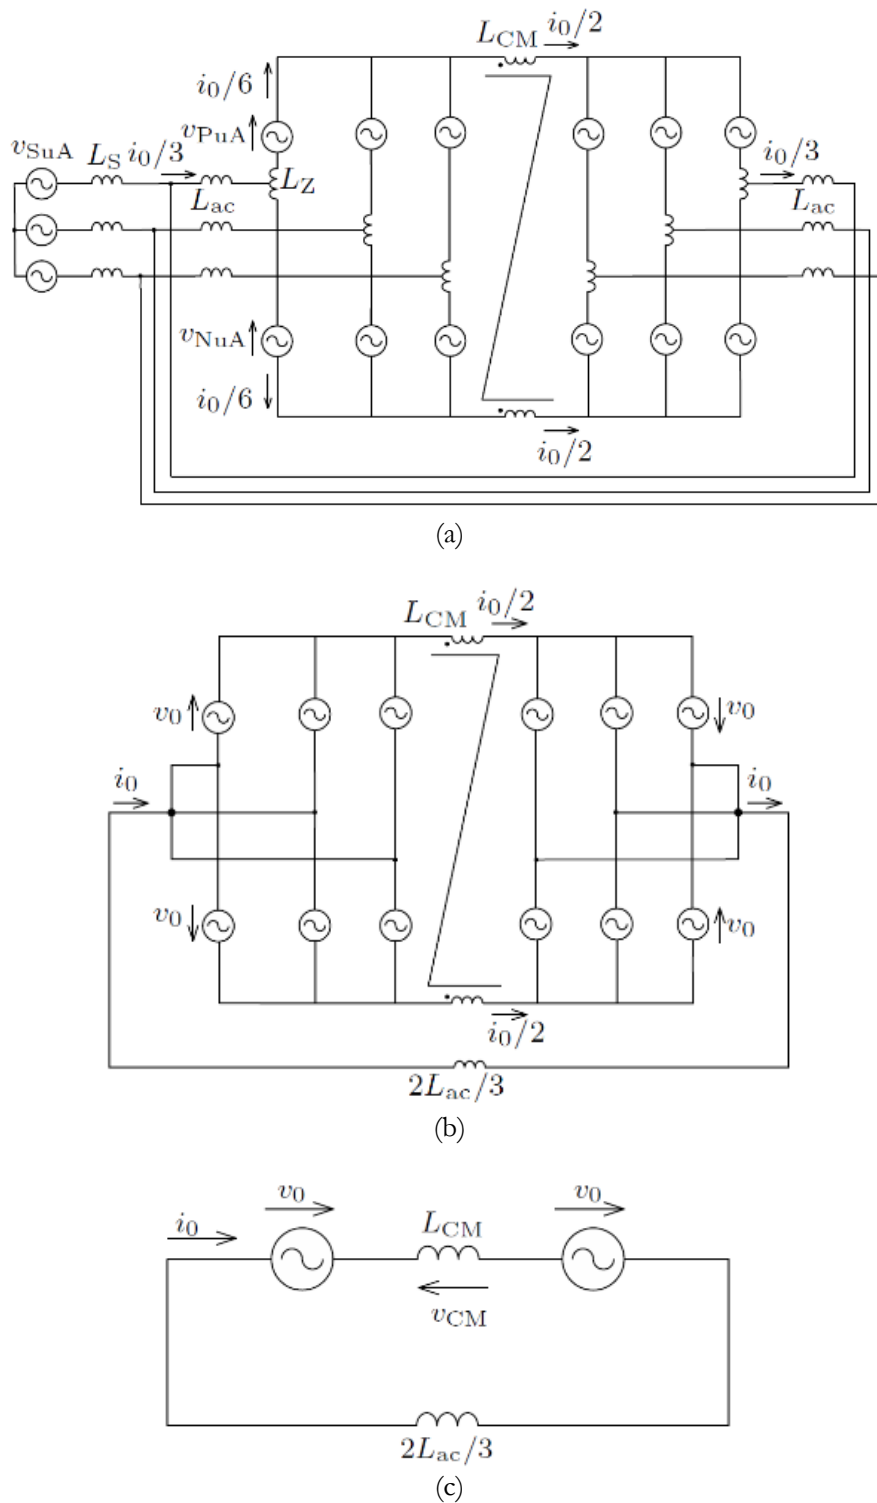 L_CM i_0/2
i_0/6
v_PuA
v_SuA
L_S i_0/3
i_0/3
L_Z
L_ac
L_ac
v_NuA
i_0/6
i_0/2
(a)
L_CM i_0/2
v_0
v_0
i_0
i_0
v_0
v_0
i_0/2
2L_ac/3
(b)
v_0
v_0
i_0
L_CM
v_CM
2L_ac/3
(c)